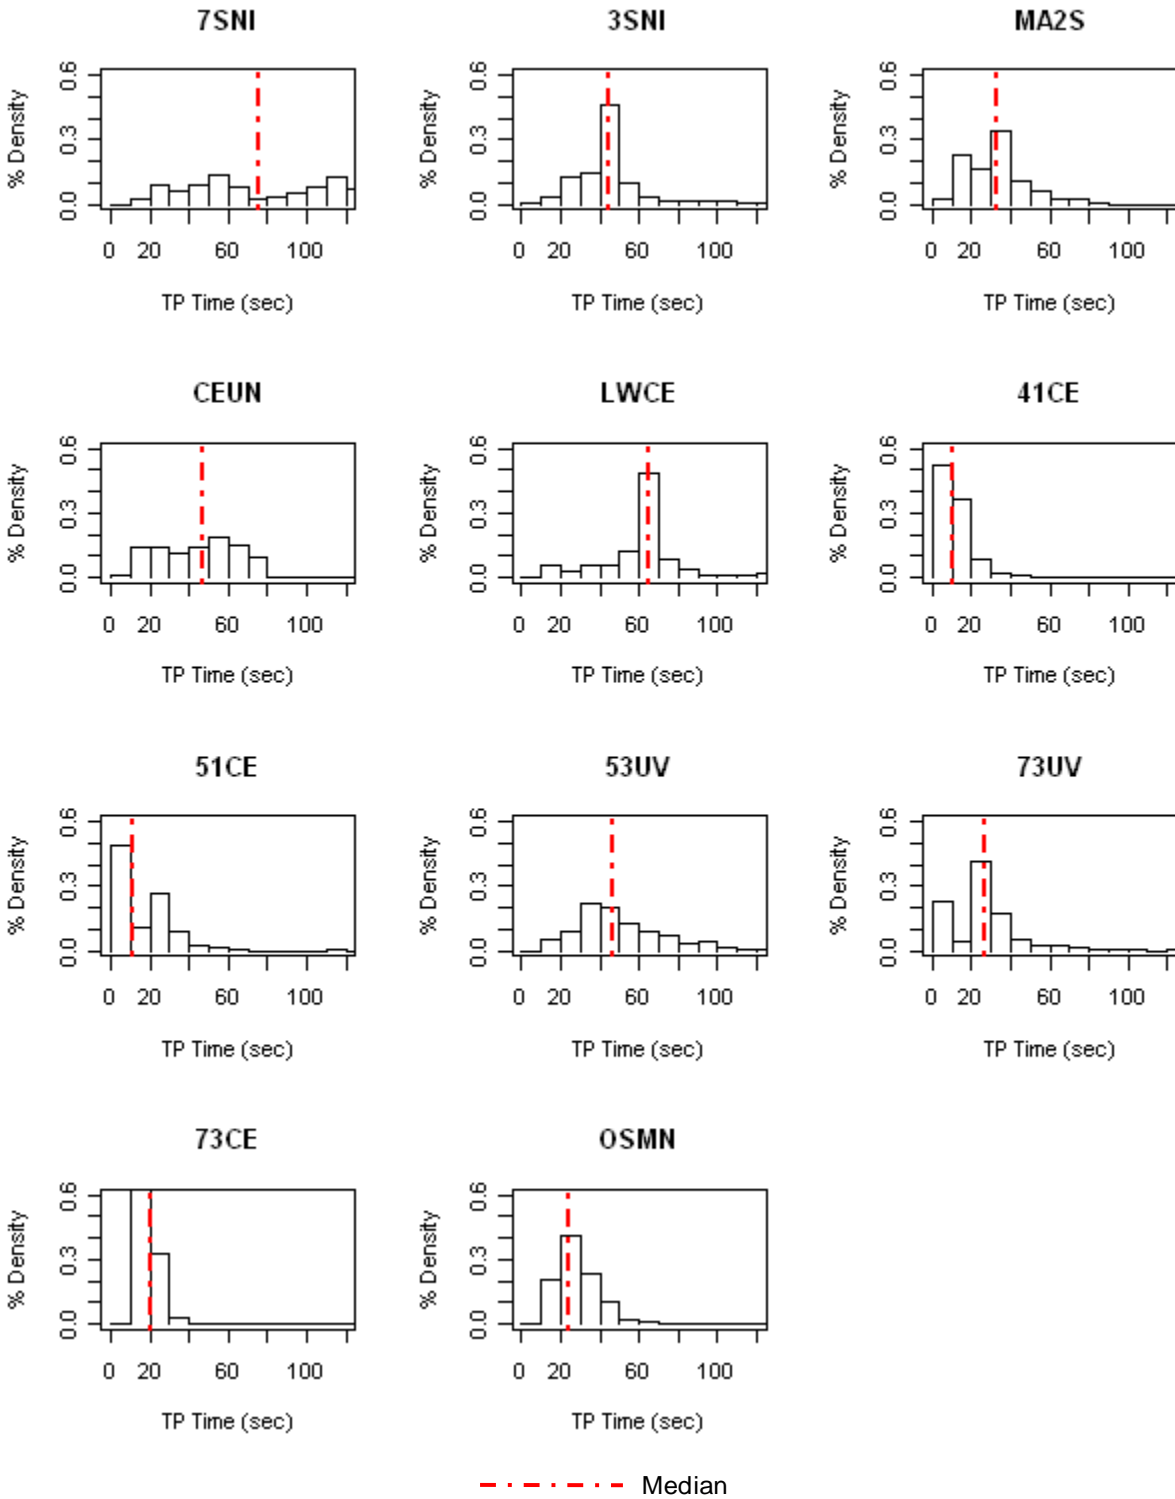 7SNI 3SNI MA2S
% Density 0.0 0.3 0.6 % Density 0.0 0.3 0.6 % Density 0.0 0.3 0.6
0 20 60 100 0 20 60 100 0 20 60 100
TP Time (sec) TP Time (sec) TP Time (sec)
CEUN LWCE 41CE
% Density 0.0 0.3 0.6 % Density 0.0 0.3 0.6 % Density 0.0 0.3 0.6
0 20 60 100 0 20 60 100 0 20 60 100
TP Time (sec) TP Time (sec) TP Time (sec)
51CE 53UV 73UV
% Density 0.0 0.3 0.6 % Density 0.0 0.3 0.6 % Density 0.0 0.3 0.6
0 20 60 100 0 20 60 100 0 20 60 100
TP Time (sec) TP Time (sec) TP Time (sec)
73CE OSMN
% Density 0.0 0.3 0.6 % Density 0.0 0.3 0.6
0 20 60 100 0 20 60 100
TP Time (sec) TP Time (sec)
Median